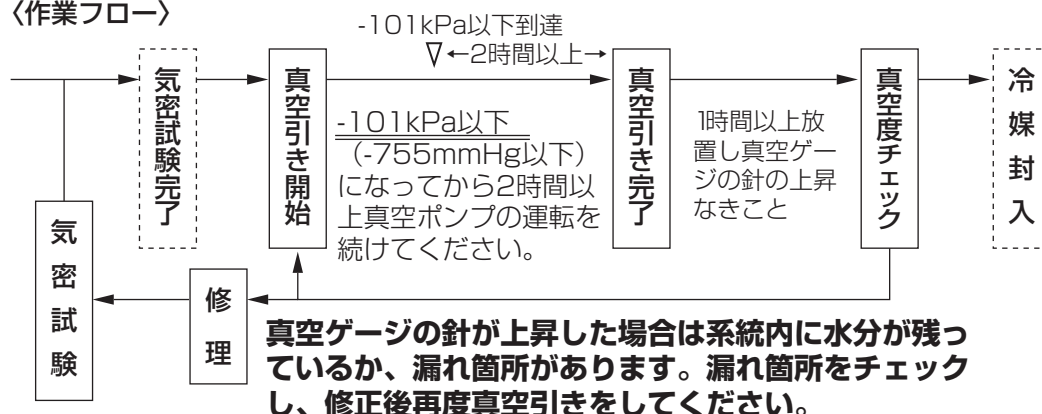 〈作業フロー〉
-101kPa以下到達
▽←2時間以上→
気密試験完了
真空引き開始
-101kPa以下
（-755mmHg以下）
になってから2時間以
上真空ポンプの運転を
続けてください。
真空引き完了
1時間以上放
置し真空ゲー
ジの針の上昇
なきこと
真空度チェック
冷媒封入
気密試験
修理
真空ゲージの針が上昇した場合は系統内に水分が残っ
ているか、漏れ箇所があります。漏れ箇所をチェック
し、修正後再度真空引きをしてください。